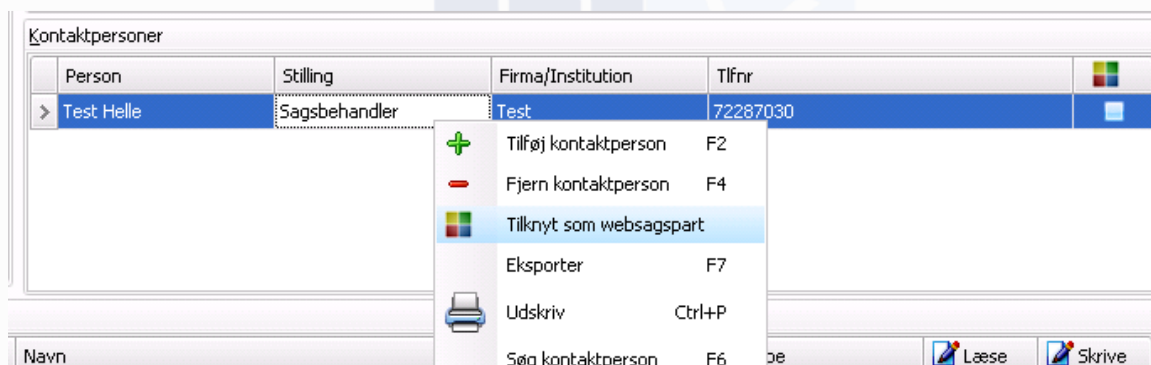 Kontaktpersoner
Person Stilling Firma/Institution Tlfnr
Test Helle Sagsbehandler Test 72287030
Tilføj kontaktperson F2
Fjern kontaktperson F4
Tilknyt som websagspart
Eksporter F7
Udskriv Ctrl+P
Søg kontaktperson F6
Navn Læse Skrive